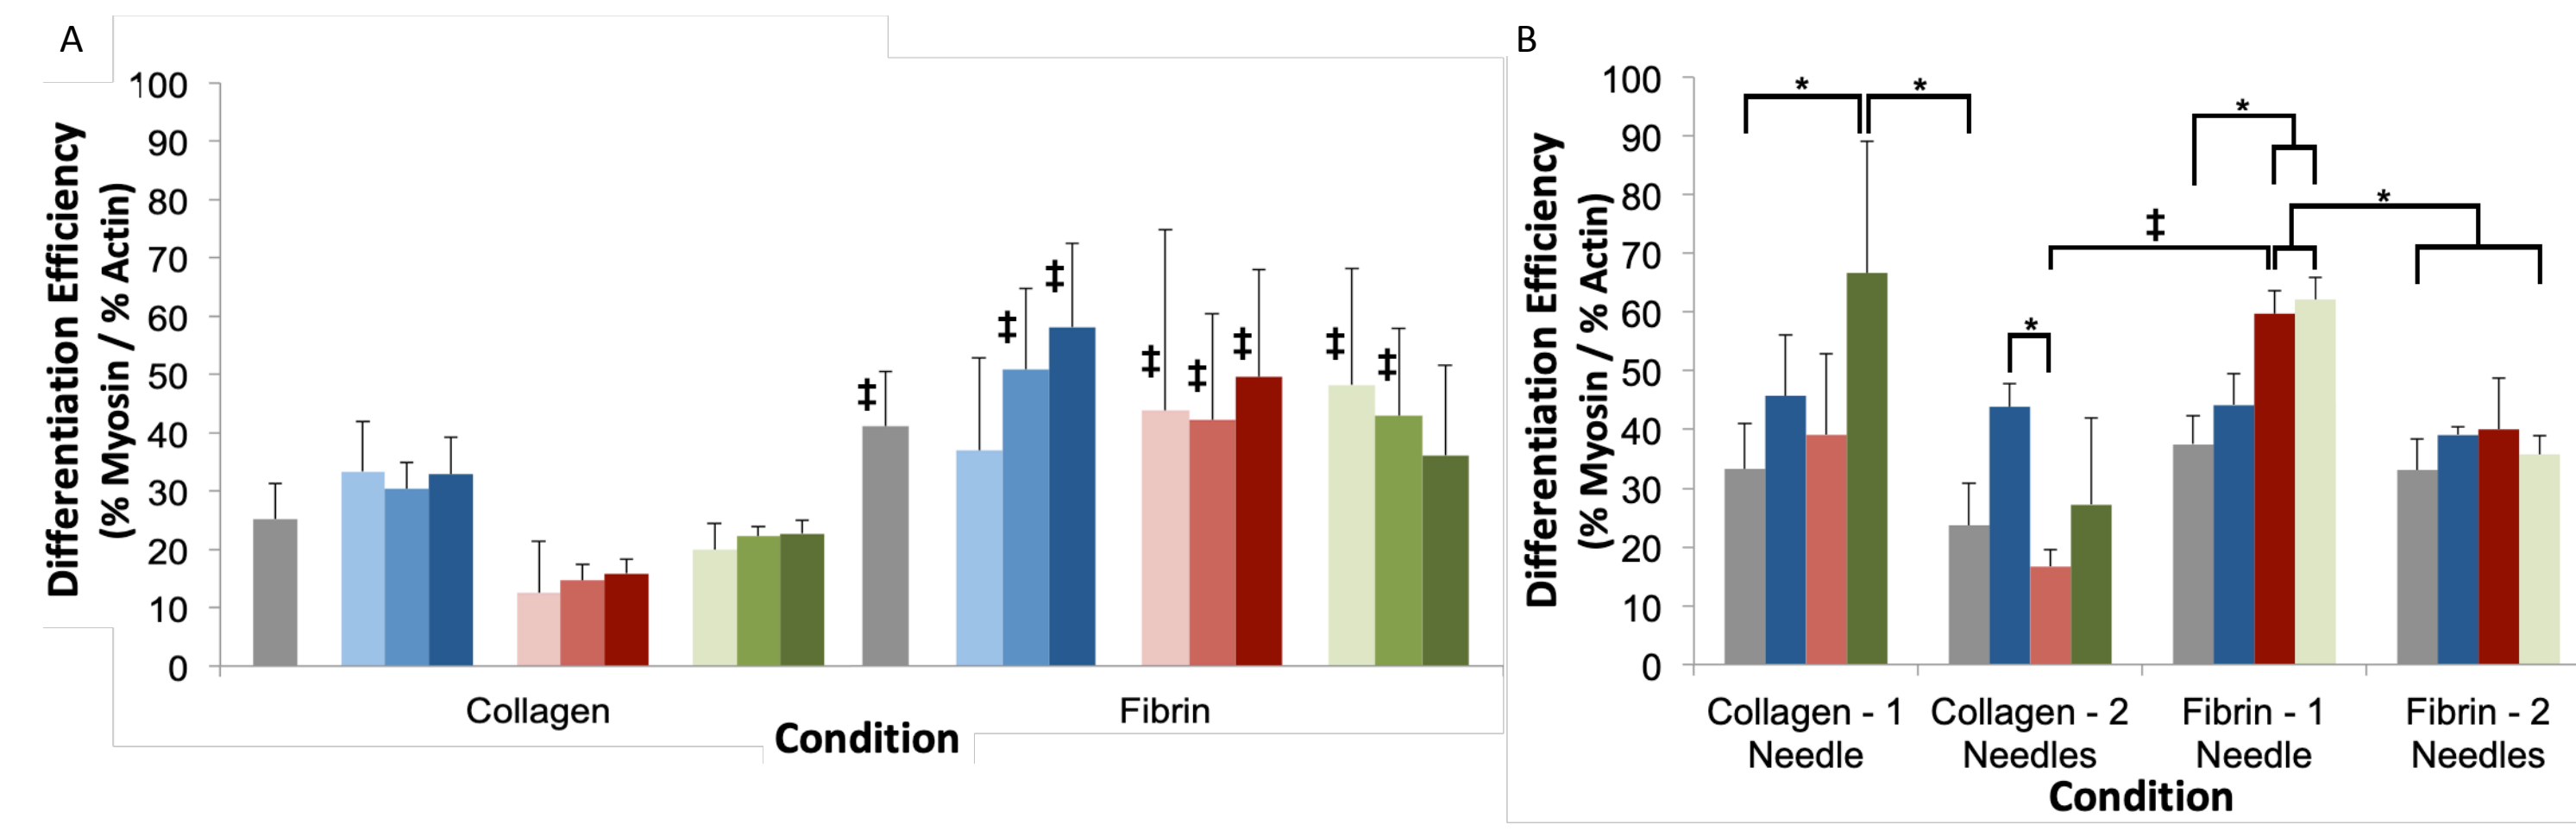 A
Differentiation Efficiency
(% Myosin / % Actin)
100
90
80
70
60
50
40
30
20
10
0
‡
‡
‡
‡
‡
‡
‡
‡
Collagen
Fibrin
Condition
B
Differentiation Efficiency
(% Myosin / % Actin)
100
90
80
70
60
50
40
30
20
10
0
*
*
*
*
‡
*
Collagen - 1
Needle
Collagen - 2
Needles
Fibrin - 1
Needle
Fibrin - 2
Needles
Condition